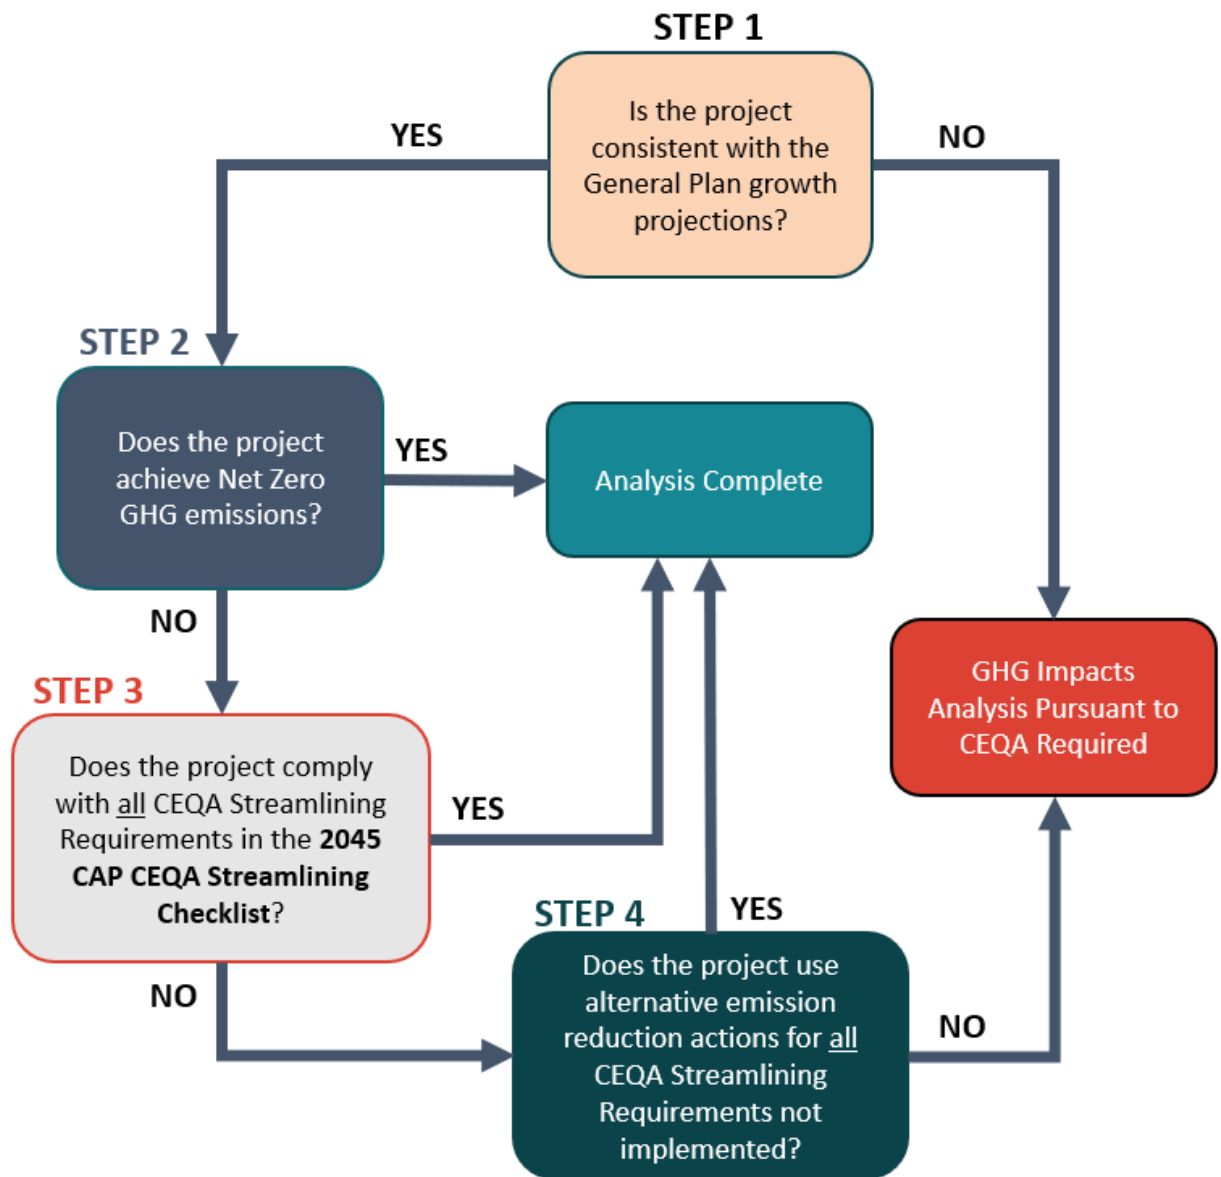 STEP 1
Is the project
consistent with the
General Plan growth
projections?
YES
NO
STEP 2
Does the project
achieve Net Zero
GHG emissions?
YES
Analysis Complete
NO
GHG Impacts
Analysis Pursuant to
CEQA Required
STEP 3
Does the project comply
with all CEQA Streamlining
Requirements in the 2045
CAP CEQA Streamlining
Checklist?
YES
NO
STEP 4
YES
Does the project use
alternative emission
reduction actions for all
CEQA Streamlining
Requirements not
implemented?
NO